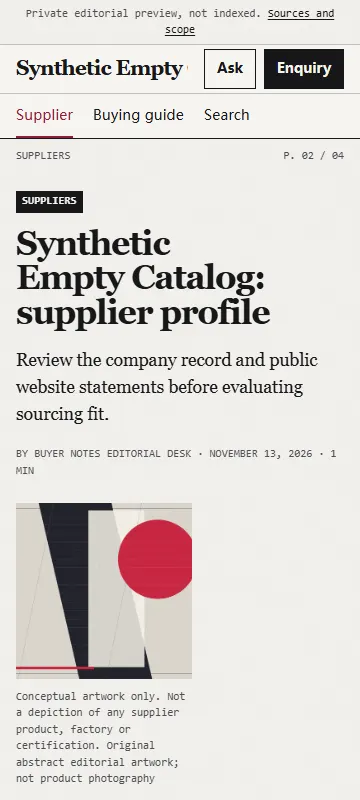 Private editorial preview, not indexed. Sources and
scope
Synthetic Empty
Ask
Enquiry
Supplier
Buying guide
Search
SUPPLIERS
P. 02 / 04
SUPPLIERS
Synthetic
Empty Catalog:
supplier profile
Review the company record and public
website statements before evaluating
sourcing fit.
BY BUYER NOTES EDITORIAL DESK · NOVEMBER 13, 2026 · 1
MIN
Conceptual artwork only. Not
a depiction of any supplier
product, factory or
certification. Original
abstract editorial artwork;
not product photography